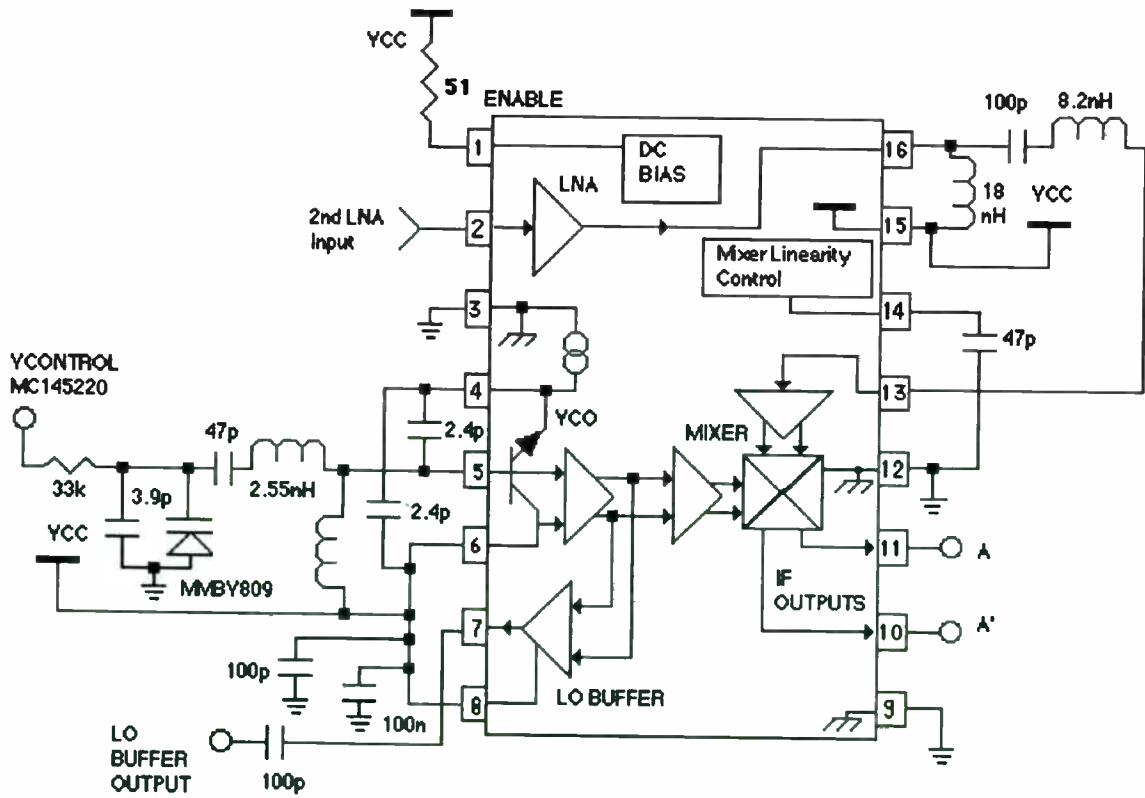 YCC
51
ENABLE
100p
8.2nH
1
DC
BIAS
16
LNA
18
nH
YCC
2nd LNA
Input
2
15
Mixer Linearity
Control
3
14
47p
YCONTROL
MC145220
4
13
47p
2.4p
YCO
MIXER
5
12
33k
3.9p
2.55nH
2.4p
YCC
6
11
A
MMBY809
IF
OUTPUTS
7
10
A'
100p
LO BUFFER
8
100n
9
LO
BUFFER
OUTPUT
100p